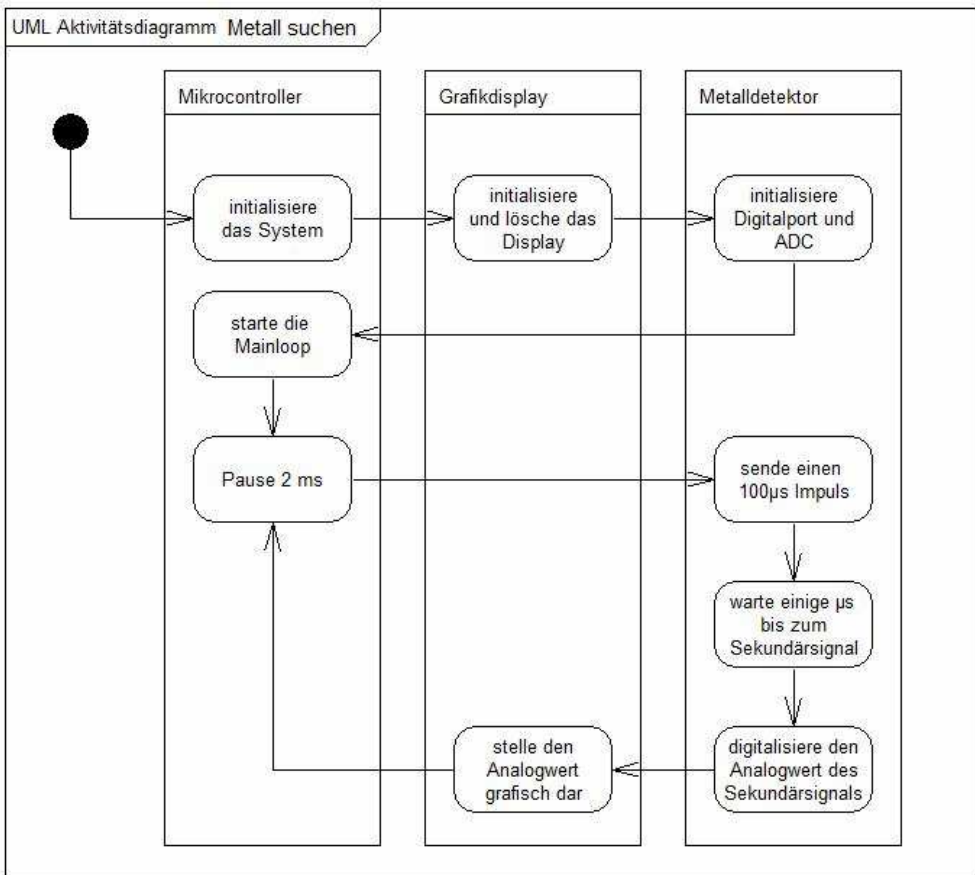 UML Aktivitätsdiagramm Metall suchen
Mikrocontroller
Grafikdisplay
Metalldetektor
initialisiere
das System
initialisiere
und lösche das
Display
initialisiere
Digitalport und
ADC
starte die
Mainloop
Pause 2 ms
sende einen
100µs Impuls
warte einige µs
bis zum
Sekundärsignal
digitalisiere den
Analogwert des
Sekundärsignals
stelle den
Analogwert
grafisch dar